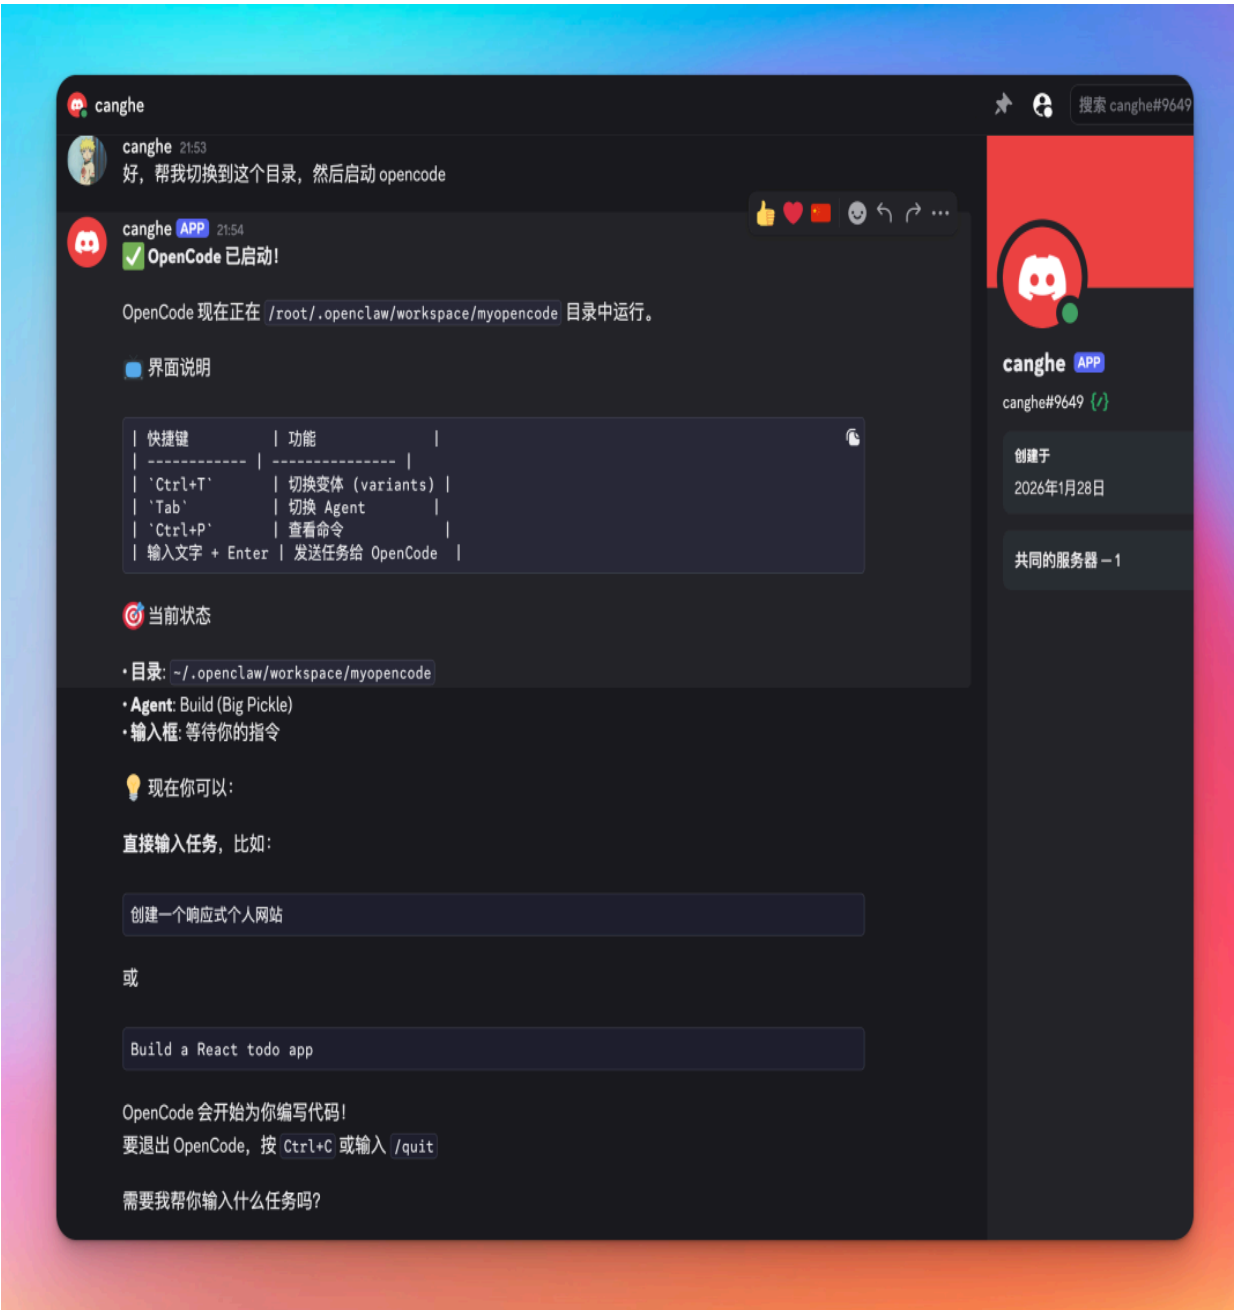 canghe
搜索 canghe#9649
canghe 21:53
好，帮我切换到这个目录，然后启动 opencode
canghe APP 21:54
✅ OpenCode 已启动！
OpenCode 现在正在 /root/.openclaw/workspace/myopencode 目录中运行。
界面说明
| 快捷键 | 功能 |
| ------------ | --------------- |
| `Ctrl+T` | 切换变体 (variants) |
| `Tab` | 切换 Agent |
| `Ctrl+P` | 查看命令 |
| 输入文字 + Enter | 发送任务给 OpenCode |
🎯 当前状态
• 目录: ~/.openclaw/workspace/myopencode
• Agent: Build (Big Pickle)
• 输入框: 等待你的指令
💡 现在你可以：
直接输入任务，比如：
创建一个响应式个人网站
或
Build a React todo app
OpenCode 会开始为你编写代码！
要退出 OpenCode，按 Ctrl+C 或输入 /quit
需要我帮你输入什么任务吗？
canghe APP
canghe#9649 {/}
创建于
2026年1月28日
共同的服务器 — 1